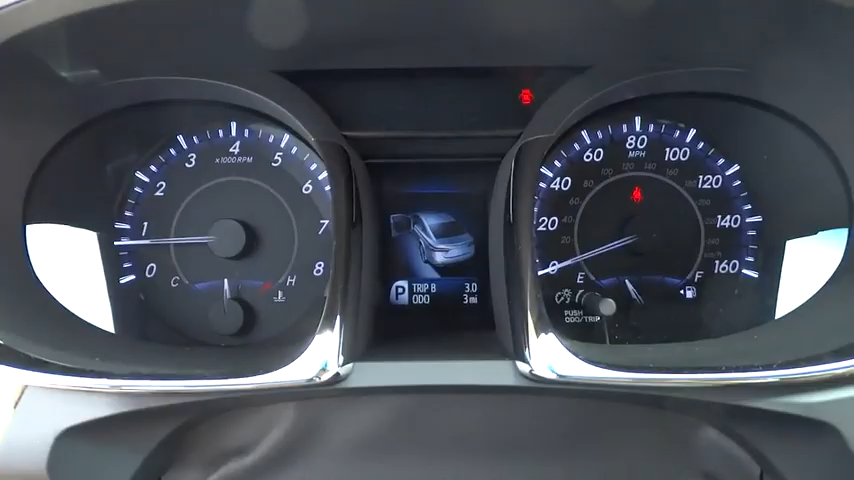 0 1 2 3 4 5 6 7 8
x1000 RPM
C H
P TRIP B 3.0
ODO 3 mi
0 20 40 60 80 100 120 140 160
MPH
E F
PUSH
ODO/TRIP